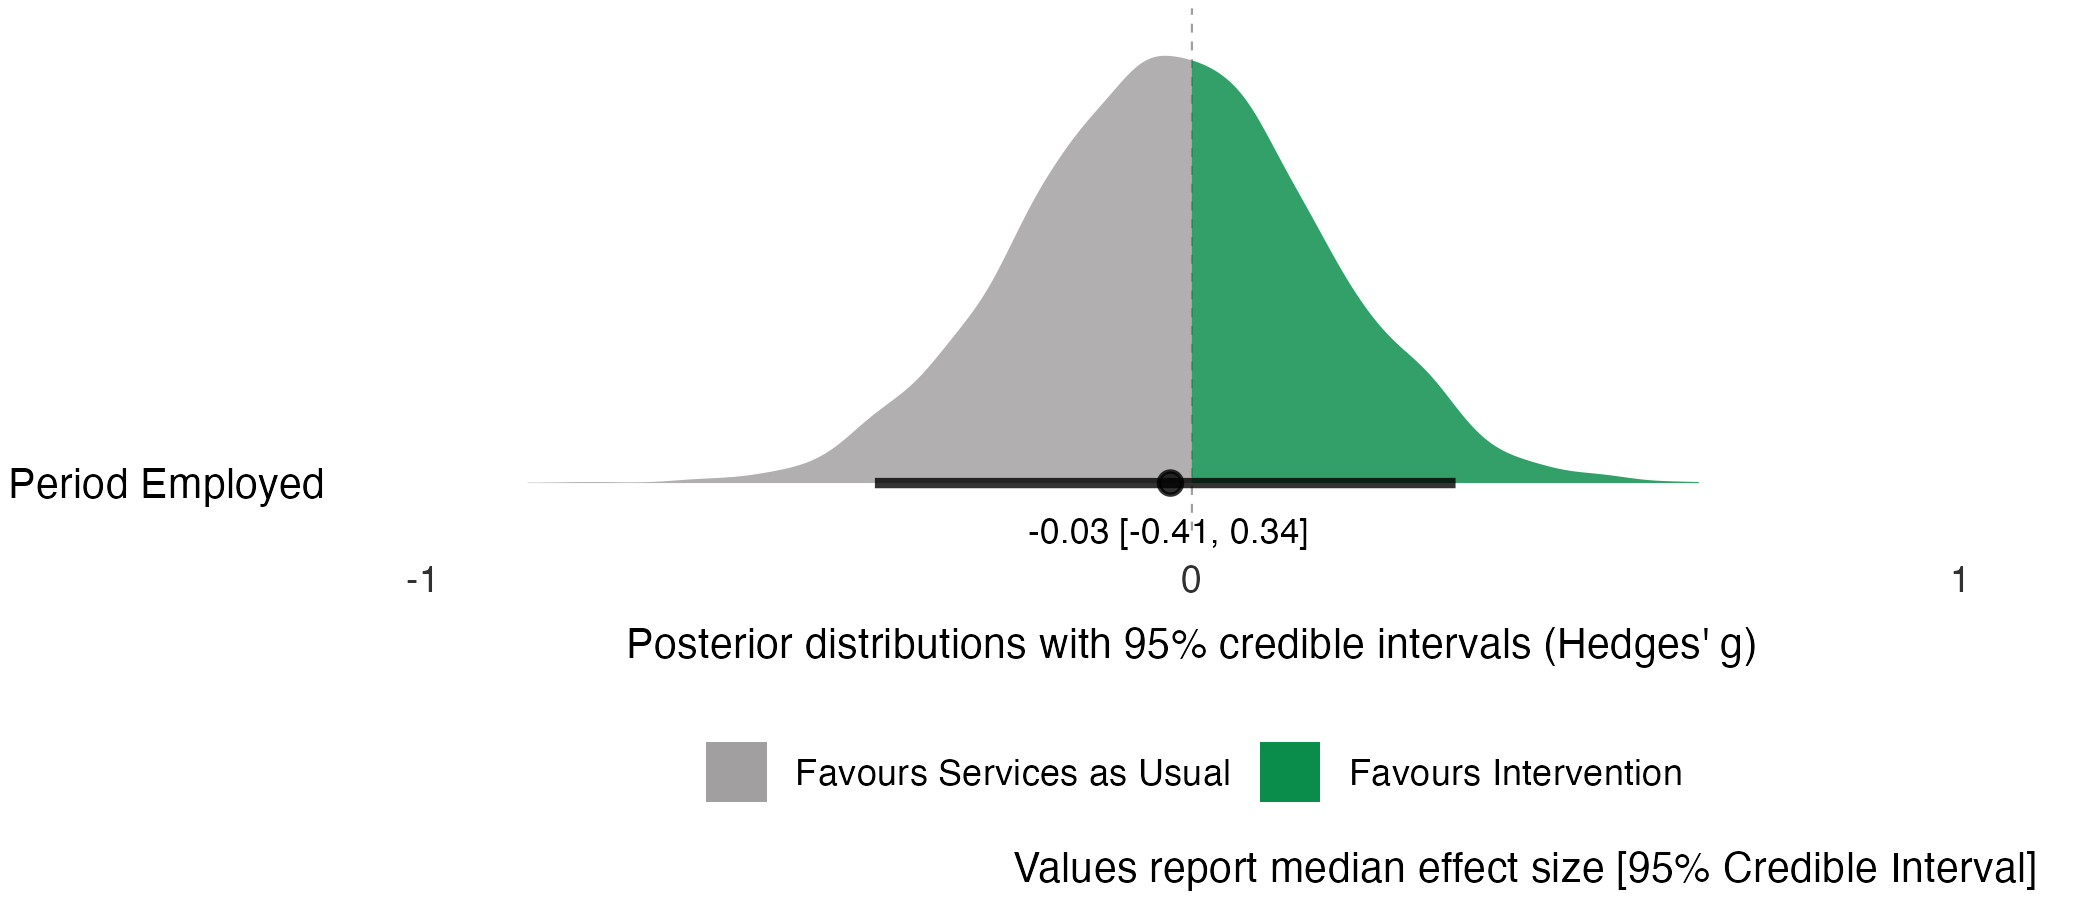 Period Employed
-0.03 [-0.41, 0.34]
-1 0 1
Posterior distributions with 95% credible intervals (Hedges' g)
Favours Services as Usual Favours Intervention
Values report median effect size [95% Credible Interval]